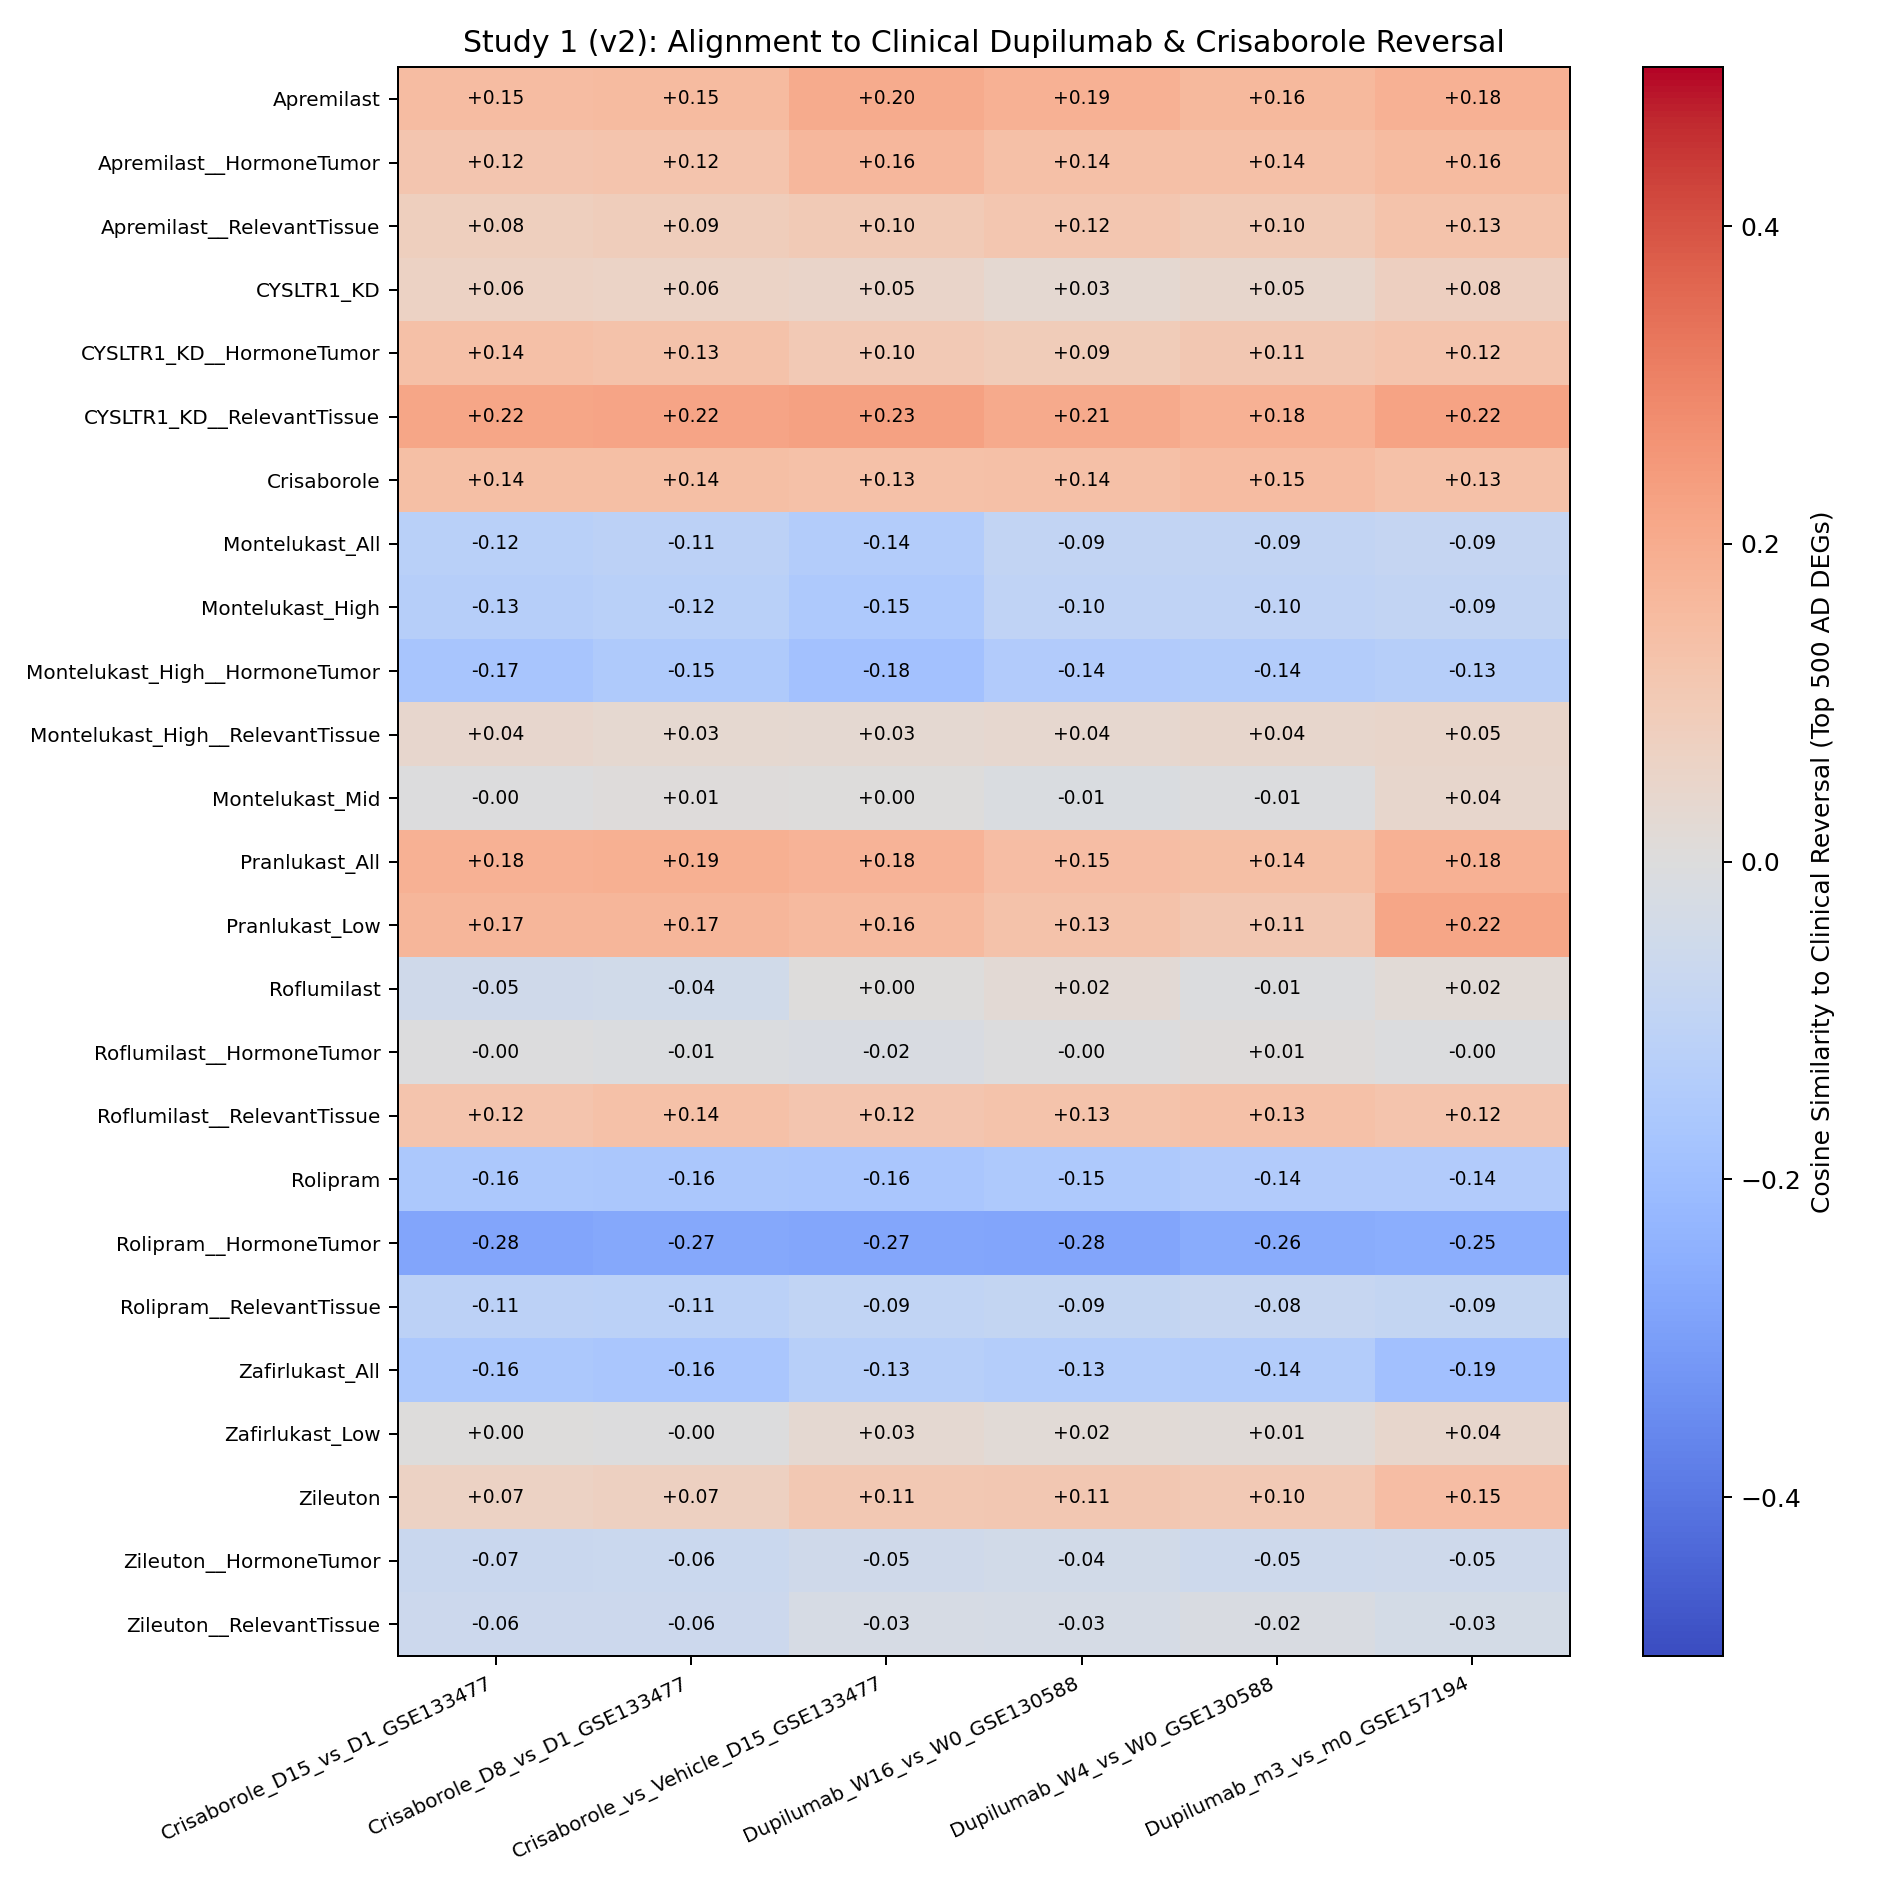 Study 1 (v2): Alignment to Clinical Dupilumab & Crisaborole Reversal
Apremilast +0.15 +0.15 +0.20 +0.19 +0.16 +0.18
Apremilast__HormoneTumor +0.12 +0.12 +0.16 +0.14 +0.14 +0.16
Apremilast__RelevantTissue +0.08 +0.09 +0.10 +0.12 +0.10 +0.13
CYSLTR1_KD +0.06 +0.06 +0.05 +0.03 +0.05 +0.08
CYSLTR1_KD__HormoneTumor +0.14 +0.13 +0.10 +0.09 +0.11 +0.12
CYSLTR1_KD__RelevantTissue +0.22 +0.22 +0.23 +0.21 +0.18 +0.22
Crisaborole +0.14 +0.14 +0.13 +0.14 +0.15 +0.13
Montelukast_All -0.12 -0.11 -0.14 -0.09 -0.09 -0.09
Montelukast_High -0.13 -0.12 -0.15 -0.10 -0.10 -0.09
Montelukast_High__HormoneTumor -0.17 -0.15 -0.18 -0.14 -0.14 -0.13
Montelukast_High__RelevantTissue +0.04 +0.03 +0.03 +0.04 +0.04 +0.05
Montelukast_Mid -0.00 +0.01 +0.00 -0.01 -0.01 +0.04
Pranlukast_All +0.18 +0.19 +0.18 +0.15 +0.14 +0.18
Pranlukast_Low +0.17 +0.17 +0.16 +0.13 +0.11 +0.22
Roflumilast -0.05 -0.04 +0.00 +0.02 -0.01 +0.02
Roflumilast__HormoneTumor -0.00 -0.01 -0.02 -0.00 +0.01 -0.00
Roflumilast__RelevantTissue +0.12 +0.14 +0.12 +0.13 +0.13 +0.12
Rolipram -0.16 -0.16 -0.16 -0.15 -0.14 -0.14
Rolipram__HormoneTumor -0.28 -0.27 -0.27 -0.28 -0.26 -0.25
Rolipram__RelevantTissue -0.11 -0.11 -0.09 -0.09 -0.08 -0.09
Zafirlukast_All -0.16 -0.16 -0.13 -0.13 -0.14 -0.19
Zafirlukast_Low +0.00 -0.00 +0.03 +0.02 +0.01 +0.04
Zileuton +0.07 +0.07 +0.11 +0.11 +0.10 +0.15
Zileuton__HormoneTumor -0.07 -0.06 -0.05 -0.04 -0.05 -0.05
Zileuton__RelevantTissue -0.06 -0.06 -0.03 -0.03 -0.02 -0.03
Crisaborole_D15_vs_D1_GSE133477
Crisaborole_D8_vs_D1_GSE133477
Crisaborole_vs_Vehicle_D15_GSE133477
Dupilumab_W16_vs_W0_GSE130588
Dupilumab_W4_vs_W0_GSE130588
Dupilumab_m3_vs_m0_GSE157194
0.4
0.2
0.0
−0.2
−0.4
Cosine Similarity to Clinical Reversal (Top 500 AD DEGs)